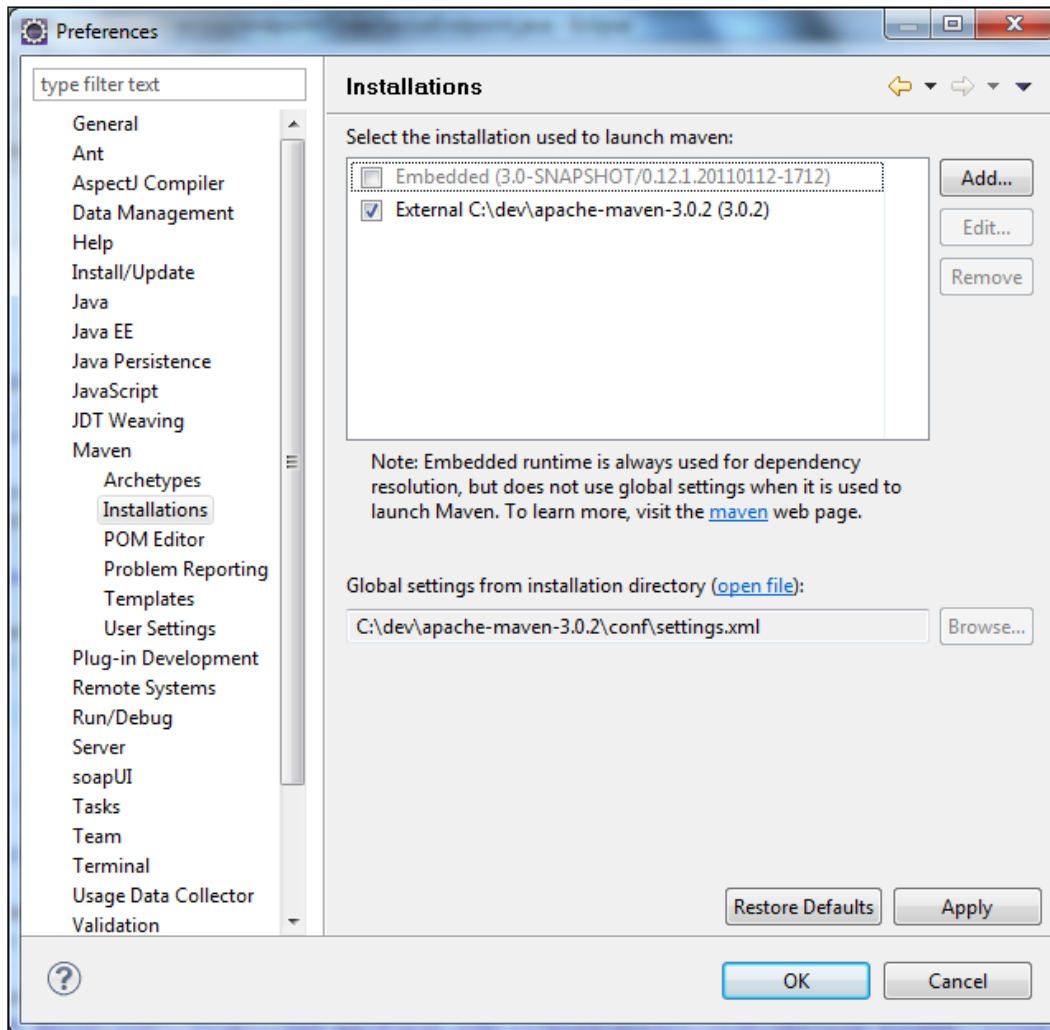 Preferences
type filter text
General
Ant
AspectJ Compiler
Data Management
Help
Install/Update
Java
Java EE
Java Persistence
JavaScript
JDT Weaving
Maven
Archetypes
Installations
POM Editor
Problem Reporting
Templates
User Settings
Plug-in Development
Remote Systems
Run/Debug
Server
soapUI
Tasks
Team
Terminal
Usage Data Collector
Validation
Installations
Select the installation used to launch maven:
Embedded (3.0-SNAPSHOT/0.12.1.20110112-1712)
External C:\dev\apache-maven-3.0.2 (3.0.2)
Add...
Edit...
Remove
Note: Embedded runtime is always used for dependency
resolution, but does not use global settings when it is used to
launch Maven. To learn more, visit the maven web page.
Global settings from installation directory (open file):
C:\dev\apache-maven-3.0.2\conf\settings.xml
Browse...
Restore Defaults
Apply
?
OK
Cancel